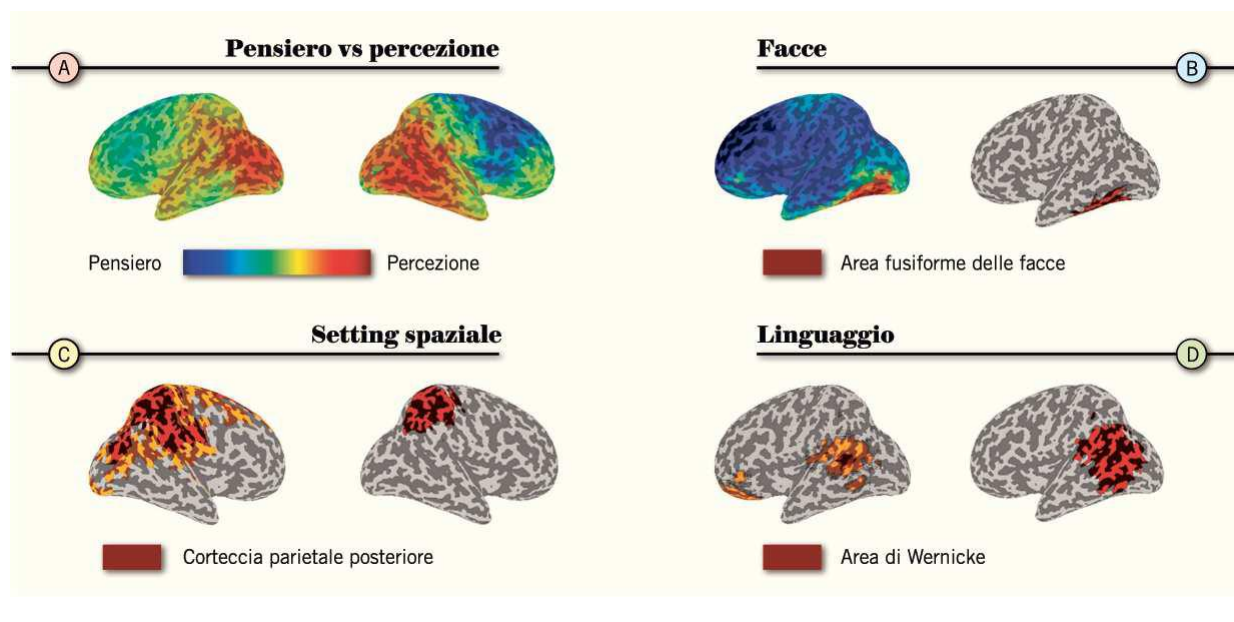 Pensiero vs percezione
A
Facce
B
Pensiero
Percezione
Area fusiforme delle facce
Setting spaziale
C
Linguaggio
D
Corteccia parietale posteriore
Area di Wernicke